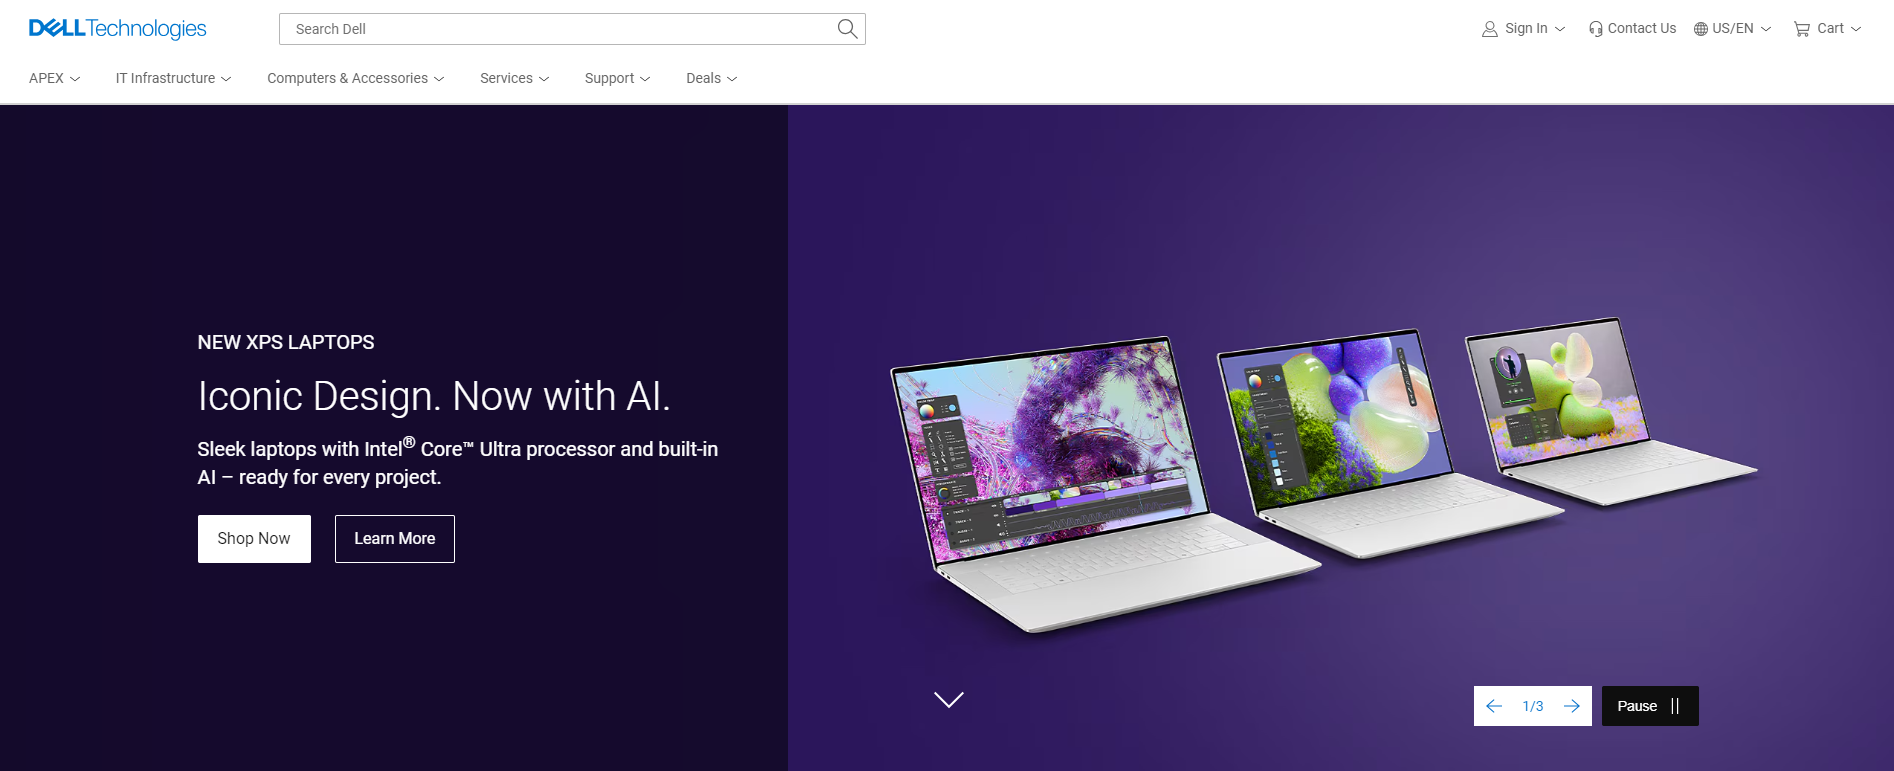 DELL Technologies
Search Dell
Sign In
Contact Us
US/EN
Cart
APEX
IT Infrastructure
Computers & Accessories
Services
Support
Deals
NEW XPS LAPTOPS
Iconic Design. Now with AI.
Sleek laptops with Intel® Core™ Ultra processor and built-in
AI – ready for every project.
Shop Now
Learn More
1/3
Pause